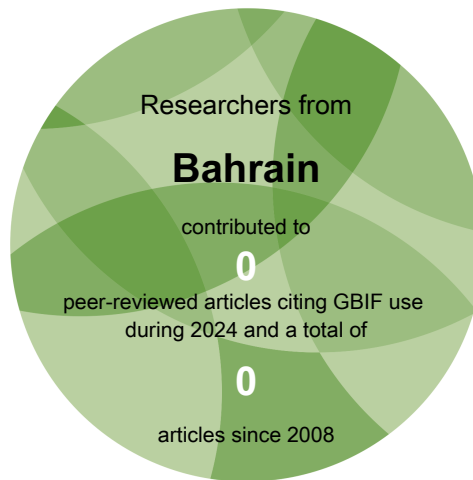 Researchers from
Bahrain
contributed to
0
peer-reviewed articles citing GBIF use
during 2024 and a total of
0
articles since 2008